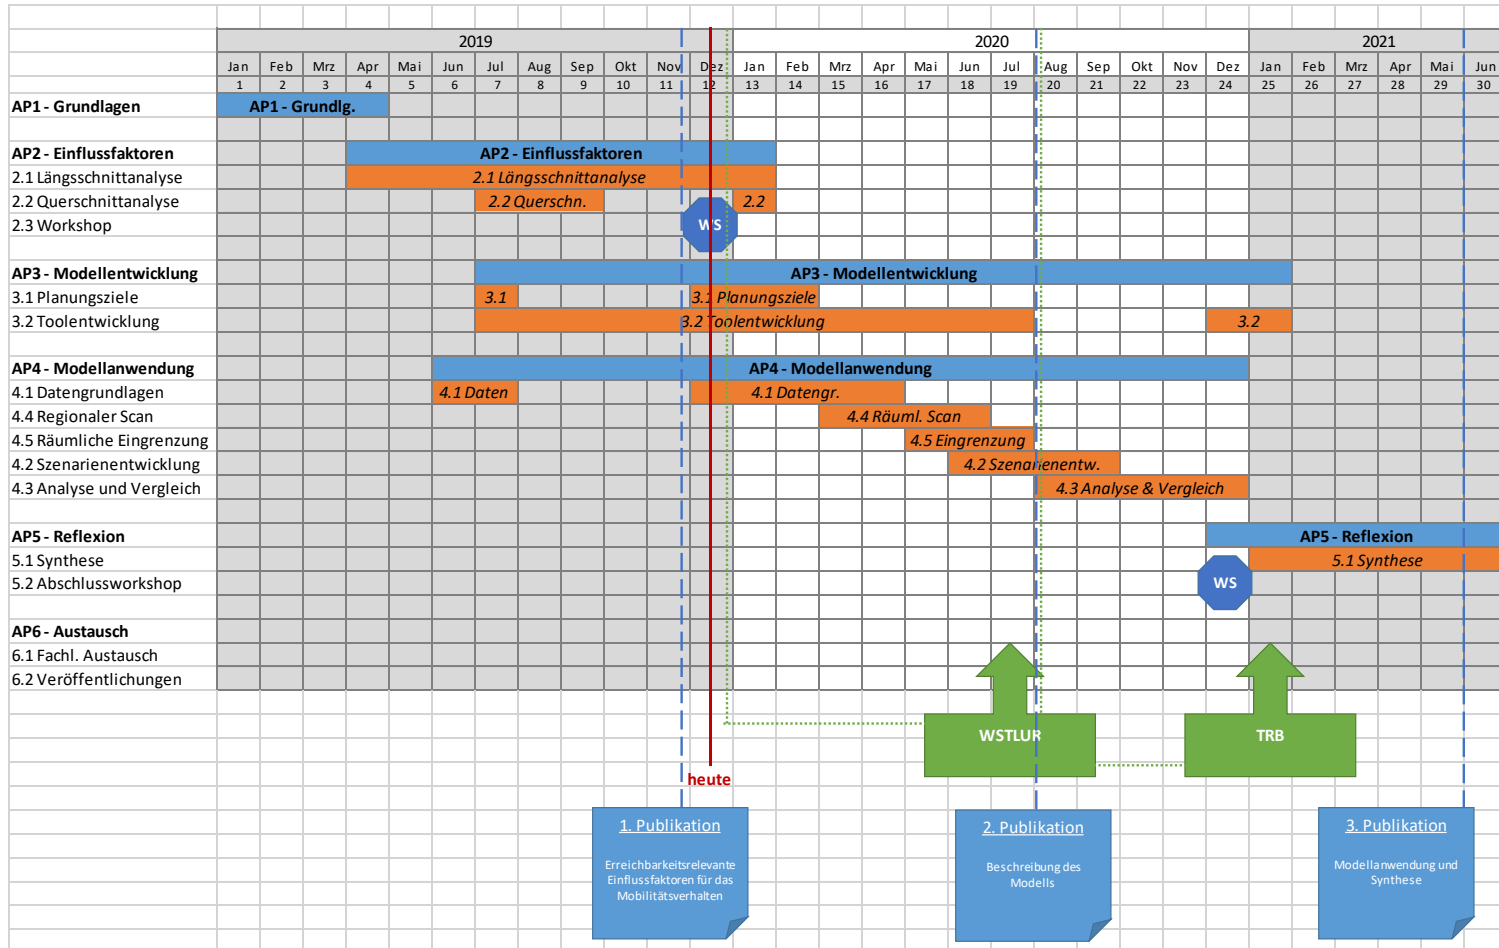 2019 2020 2021
Jan Feb Mrz Apr Mai Jun Jul Aug Sep Okt Nov Dez Jan Feb Mrz Apr Mai Jun Jul Aug Sep Okt Nov Dez Jan Feb Mrz Apr Mai Jun
1 2 3 4 5 6 7 8 9 10 11 12 13 14 15 16 17 18 19 20 21 22 23 24 25 26 27 28 29 30
AP1 - Grundlagen AP1 - Grundlg.
AP2 - Einflussfaktoren AP2 - Einflussfaktoren
2.1 Längsschnittanalyse 2.1 Längsschnittanalyse
2.2 Querschnittanalyse 2.2 Querschn. 2.2
2.3 Workshop WS
AP3 - Modellentwicklung AP3 - Modellentwicklung
3.1 Planungsziele 3.1 3.1 Planungsziele
3.2 Toolentwicklung 3.2 Toolentwicklung 3.2
AP4 - Modellanwendung AP4 - Modellanwendung
4.1 Datengrundlagen 4.1 Daten 4.1 Datengr.
4.4 Regionaler Scan 4.4 Räuml. Scan
4.5 Räumliche Eingrenzung 4.5 Eingrenzung
4.2 Szenarienentwicklung 4.2 Szenarienentw.
4.3 Analyse und Vergleich 4.3 Analyse & Vergleich
AP5 - Reflexion AP5 - Reflexion
5.1 Synthese 5.1 Synthese
5.2 Abschlussworkshop WS
AP6 - Austausch
6.1 Fachl. Austausch
6.2 Veröffentlichungen
WSTLUR TRB
heute
1. Publikation
Erreichbarkeitsrelevante
Einflussfaktoren für das
Mobilitätsverhalten
2. Publikation
Beschreibung des
Modells
3. Publikation
Modellanwendung und
Synthese